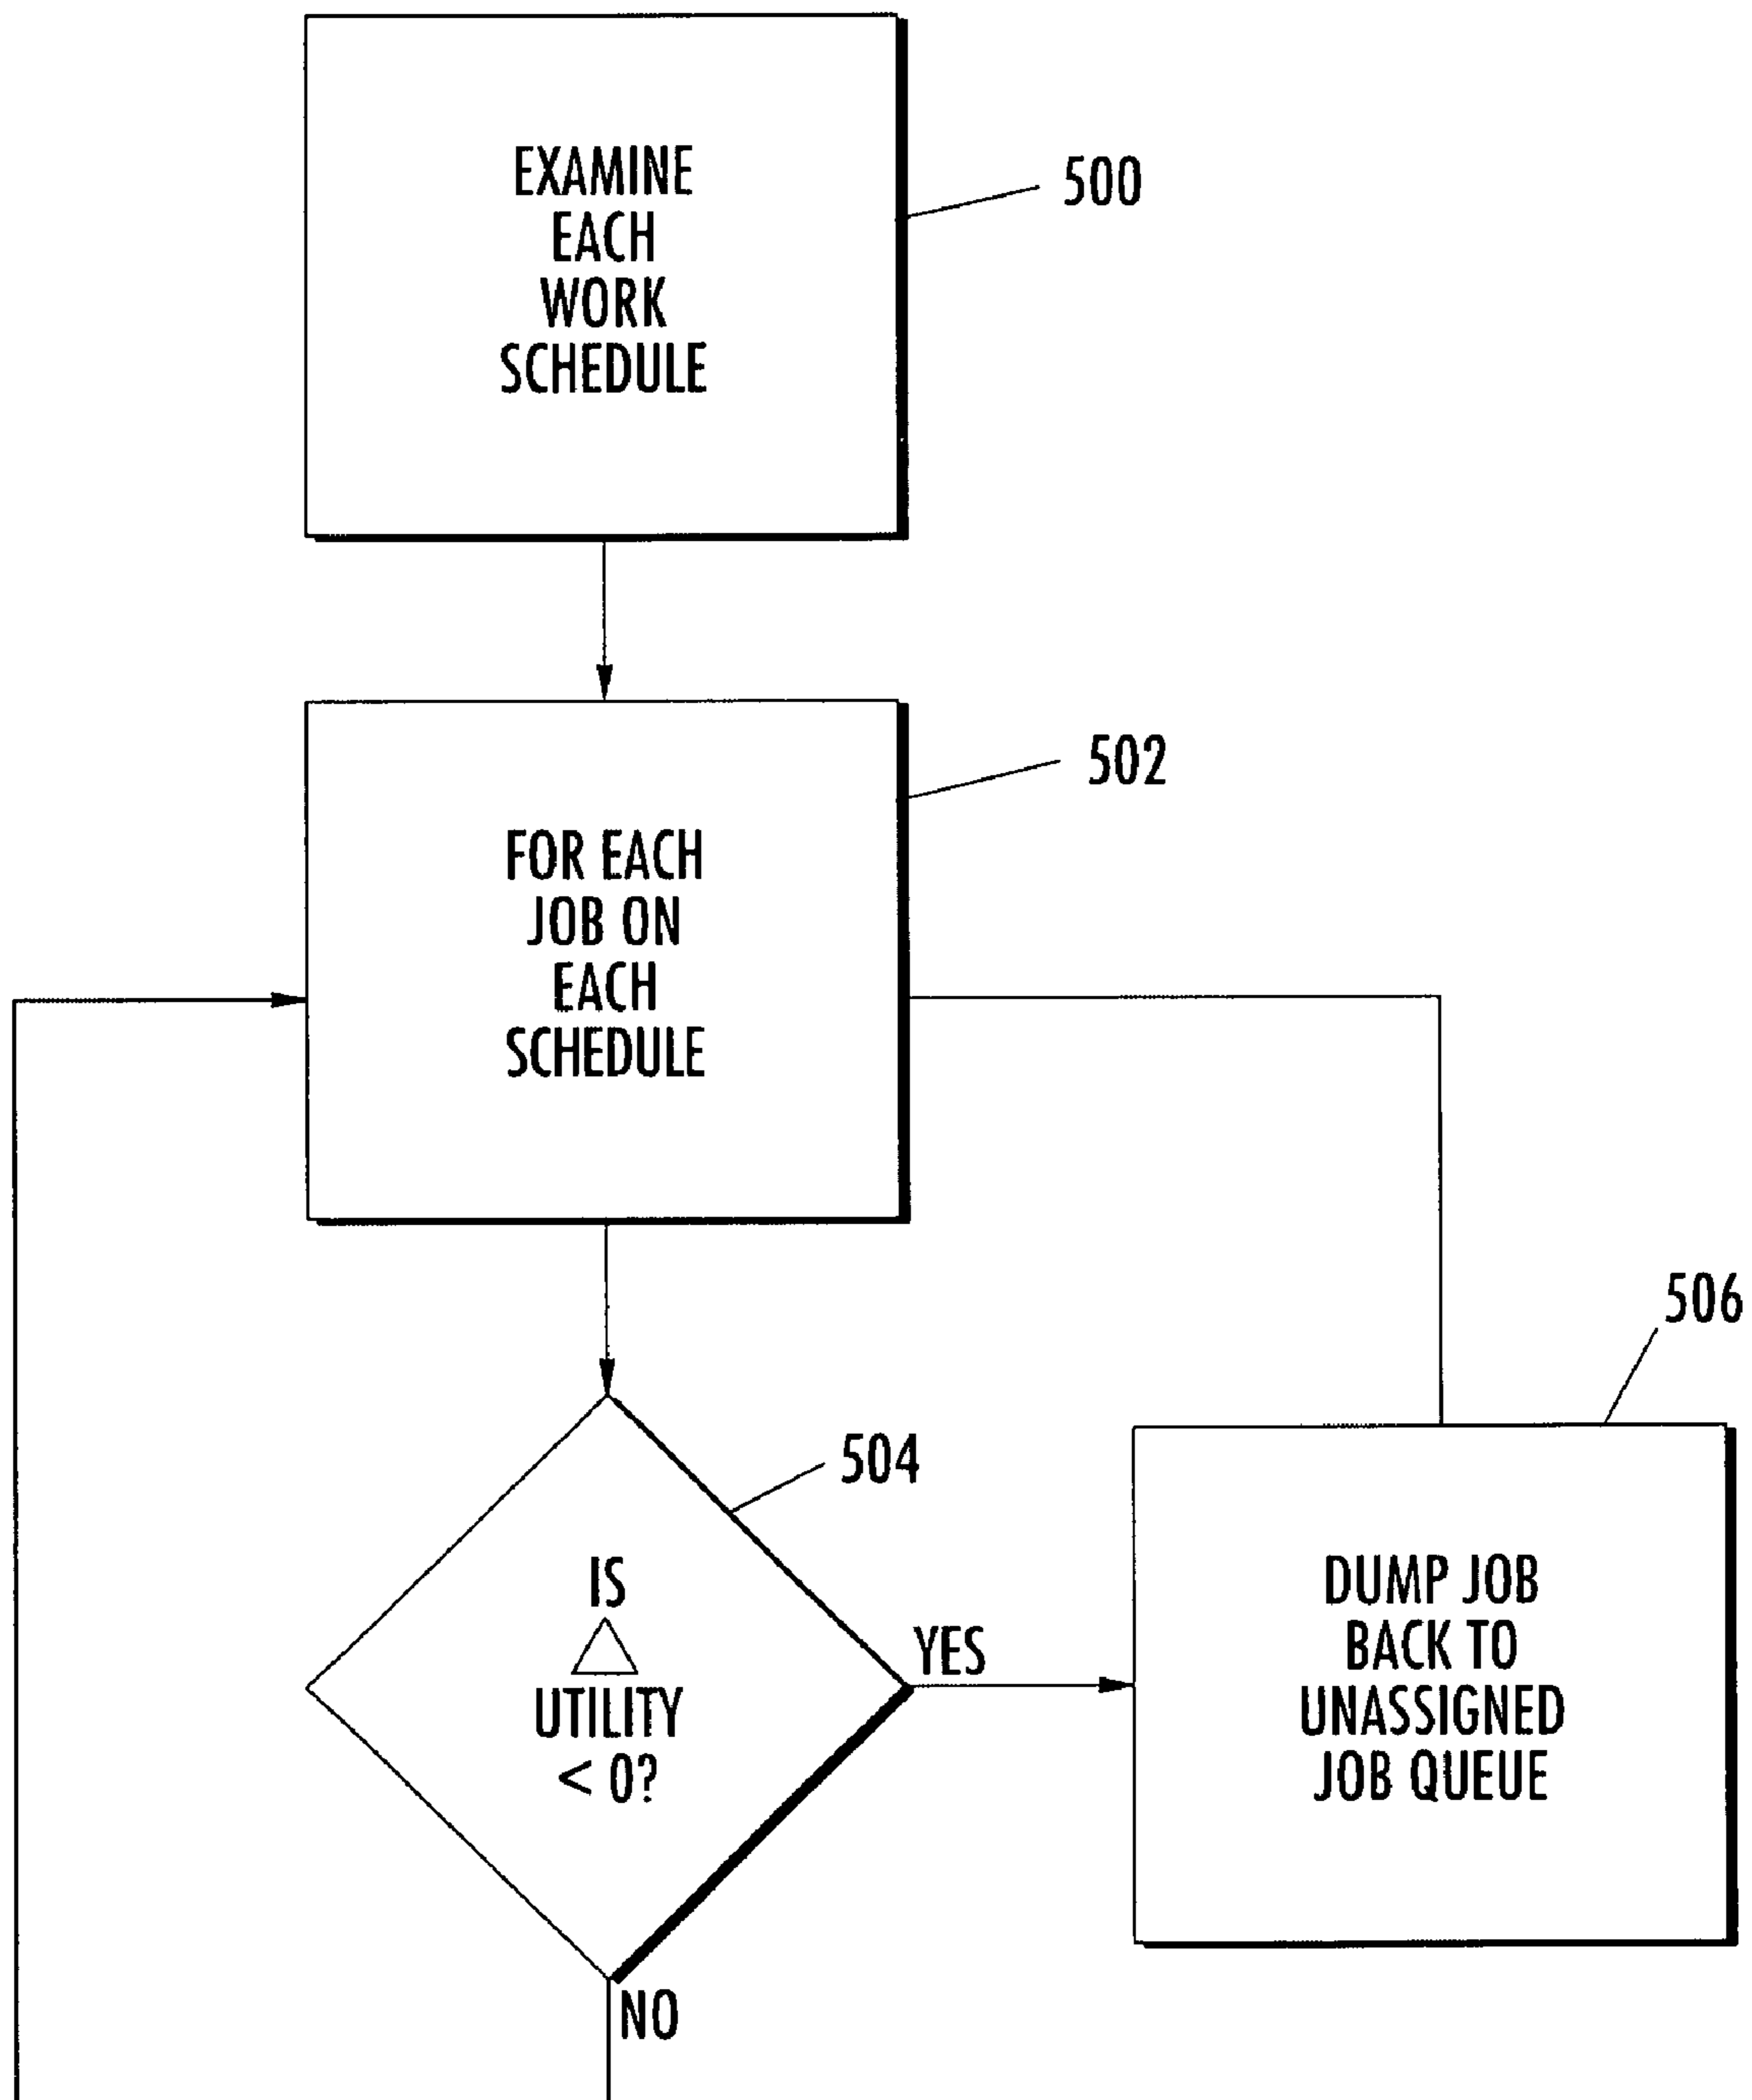 EXAMINE
EACH
WORK
SCHEDULE
500
FOR EACH
JOB ON
EACH
SCHEDULE
502
IS
△
UTILITY
< 0?
504
YES
NO
DUMP JOB
BACK TO
UNASSIGNED
JOB QUEUE
506